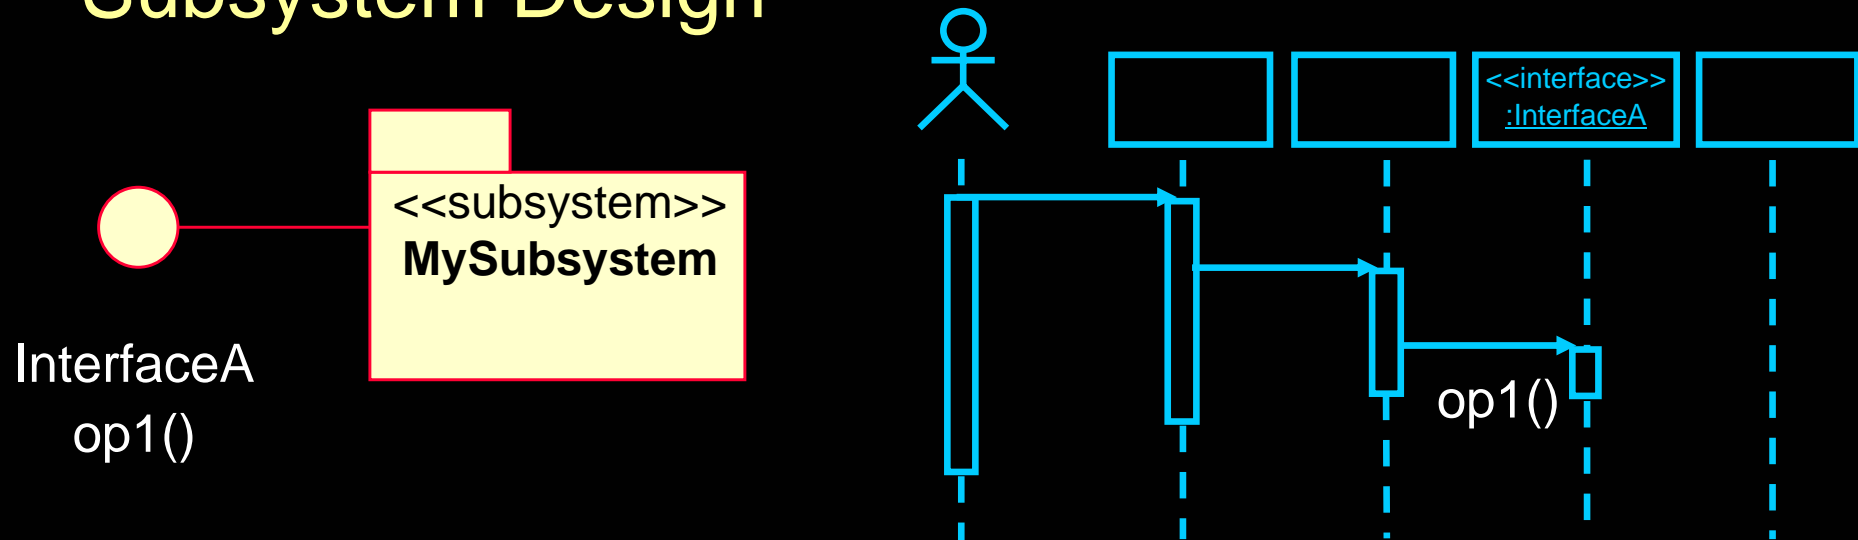 Subsystem Design
<<subsystem>>
MySubsystem
InterfaceA
op1()
<<interface>>
:InterfaceA
op1()